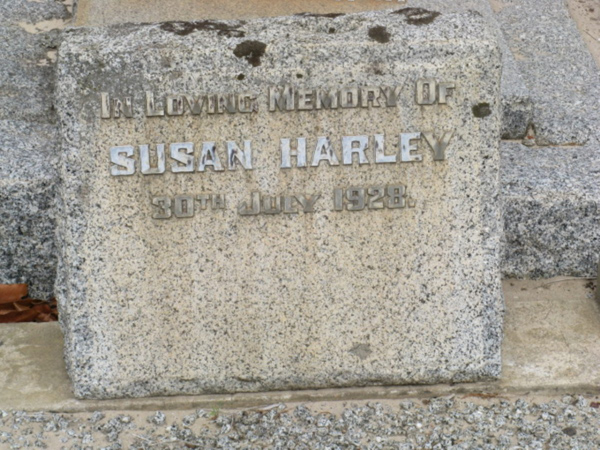 IN LOVING MEMORY OF
SUSAN HARLEY
30TH JULY 1928.